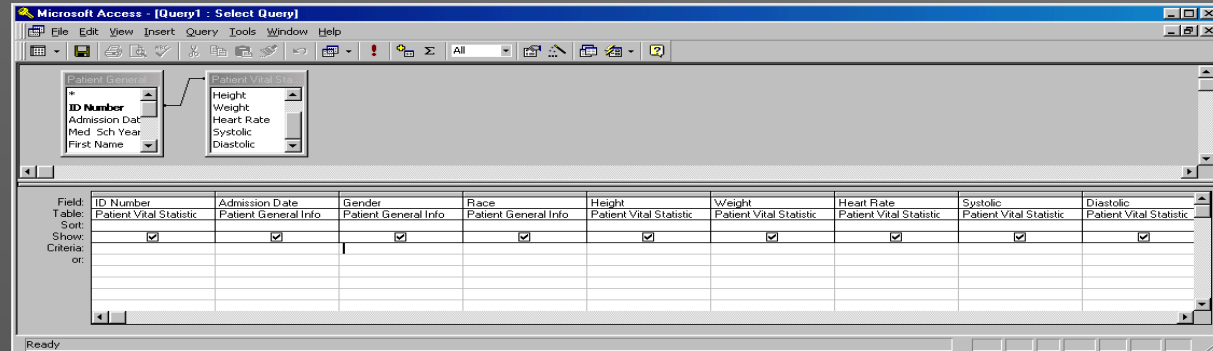 Microsoft Access - [Query1 : Select Query]
File Edit View Insert Query Tools Window Help
All
Patient General Patient Vital Sta
* Height
ID Number Weight
Admission Dat Heart Rate
Med Sch Year Systolic
First Name Diastolic
Field: ID Number Admission Date Gender Race Height Weight Heart Rate Systolic Diastolic
Table: Patient Vital Statistic Patient General Info Patient General Info Patient General Info Patient Vital Statistic Patient Vital Statistic Patient Vital Statistic Patient Vital Statistic Patient Vital Statistic
Sort:
Show:
Criteria:
or:
Ready